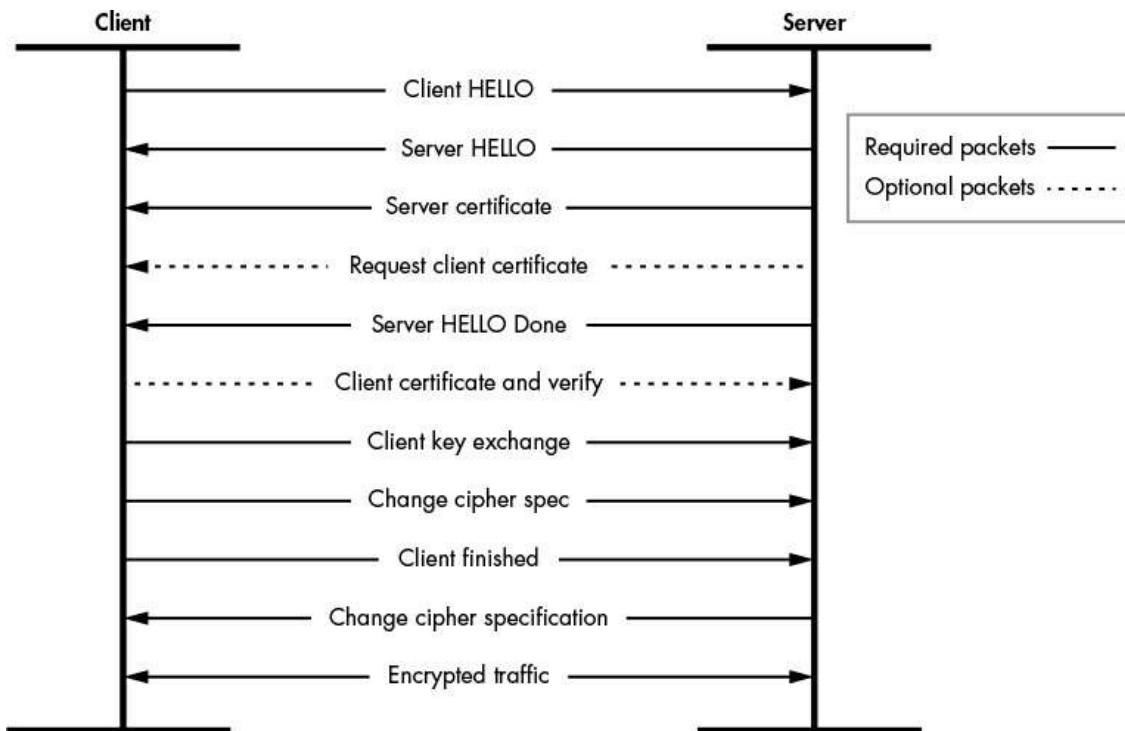 Client
Server
Client HELLO
Server HELLO
Required packets
Optional packets
Server certificate
Request client certificate
Server HELLO Done
Client certificate and verify
Client key exchange
Change cipher spec
Client finished
Change cipher specification
Encrypted traffic